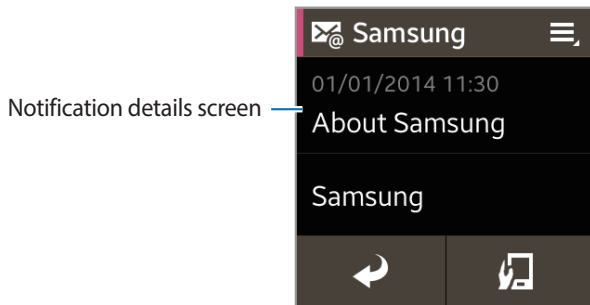 Samsung
01/01/2014 11:30
Notification details screen
About Samsung
Samsung